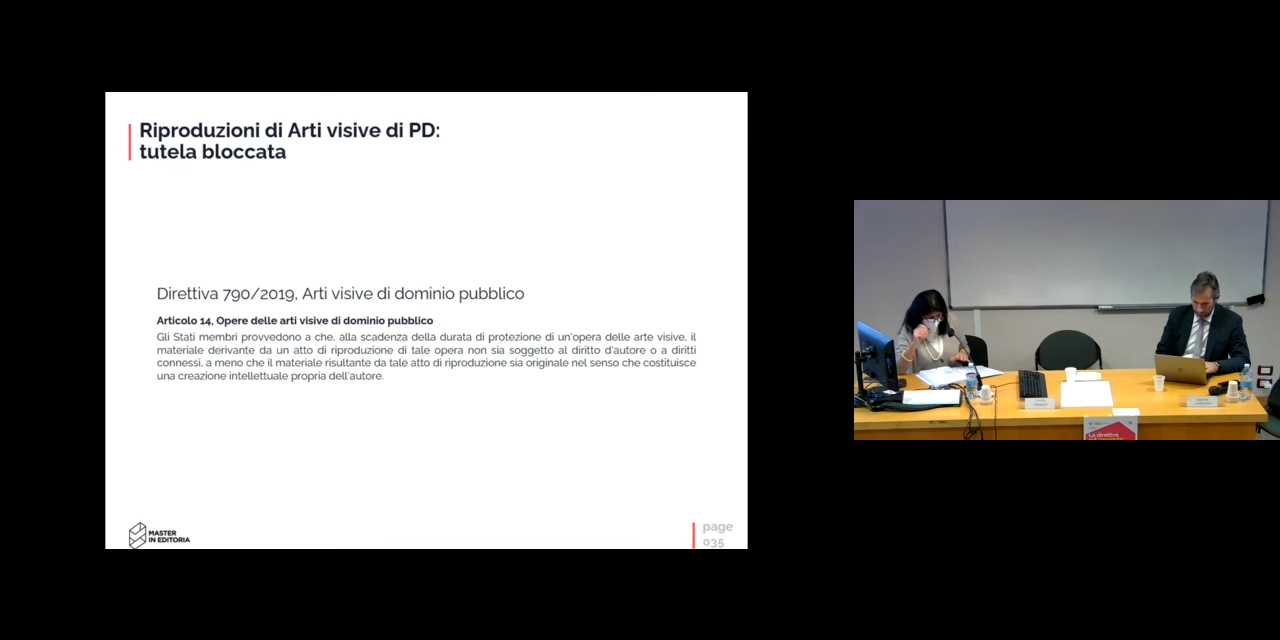 Riproduzioni di Arti visive di PD:
tutela bloccata
Direttiva 790/2019, Arti visive di dominio pubblico
Articolo 14, Opere delle arti visive di dominio pubblico
Gli Stati membri provvedono a che, alla scadenza della durata di protezione di un'opera delle arte visive, il
materiale derivante da un atto di riproduzione di tale opera non sia soggetto al diritto d'autore o a diritti
connessi, a meno che il materiale risultante da tale atto di riproduzione sia originale nel senso che costituisce
una creazione intellettuale propria dell'autore.
MASTER
IN EDITORIA
page
035
La direttiva